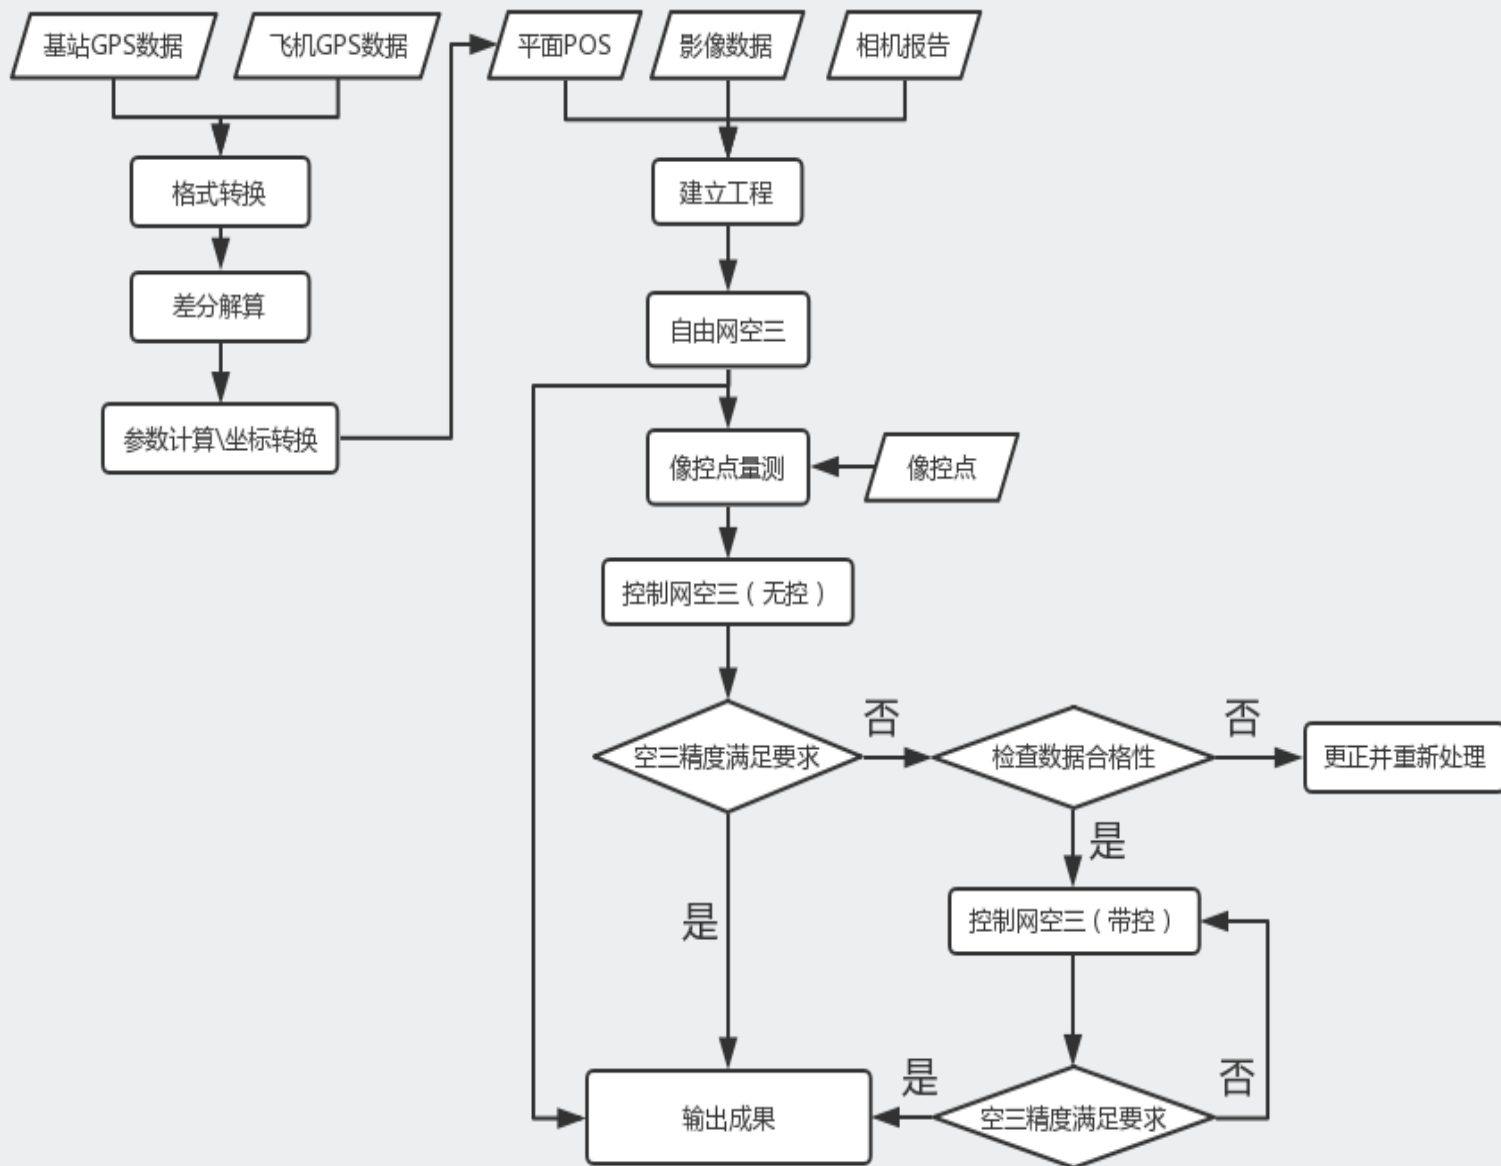 基站GPS数据
飞机GPS数据
平面POS
影像数据
相机报告
格式转换
建立工程
差分解算
自由网空三
参数计算\坐标转换
像控点量测
像控点
控制网空三（无控）
空三精度满足要求
否
检查数据合格性
否
更正并重新处理
是
是
控制网空三（带控）
输出成果
是
空三精度满足要求
否